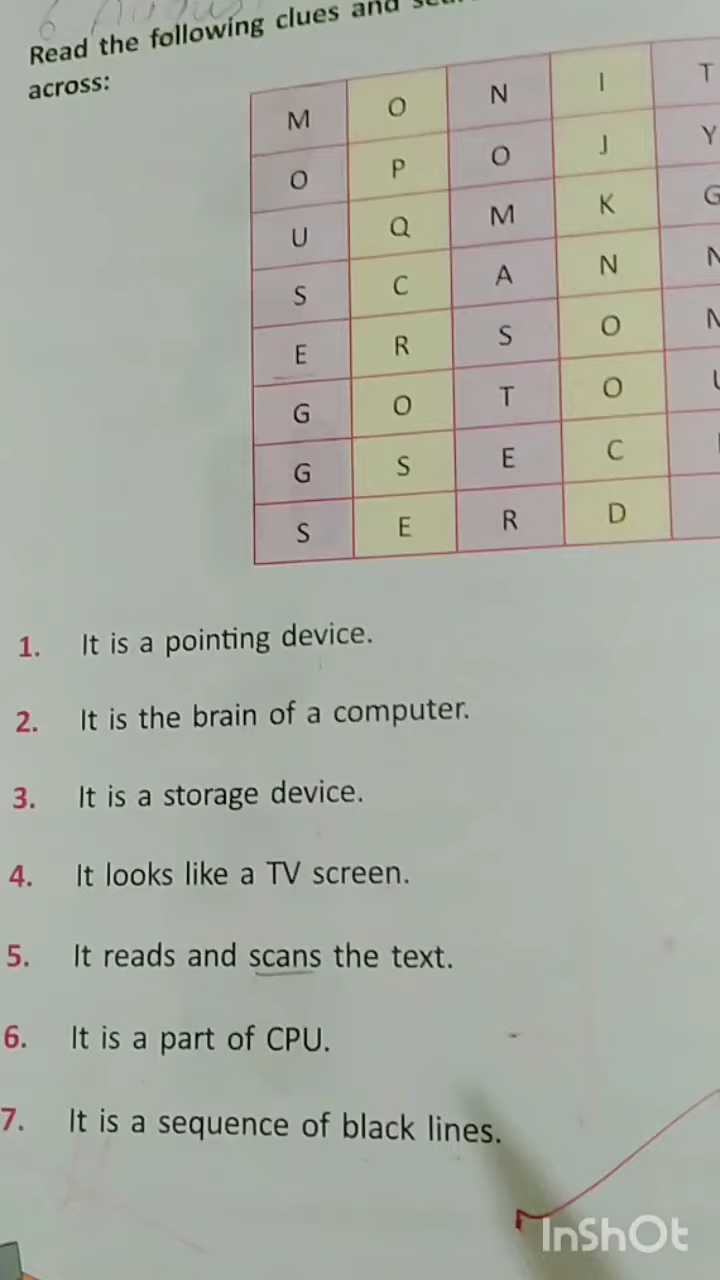 Read the following clues and
across:
M O N I T
O P O J Y
U Q M K G
S C A N N
E R S O N
G O T O
G S E C
S E R D
1. It is a pointing device.
2. It is the brain of a computer.
3. It is a storage device.
4. It looks like a TV screen.
5. It reads and scans the text.
6. It is a part of CPU.
7. It is a sequence of black lines.
InShOt